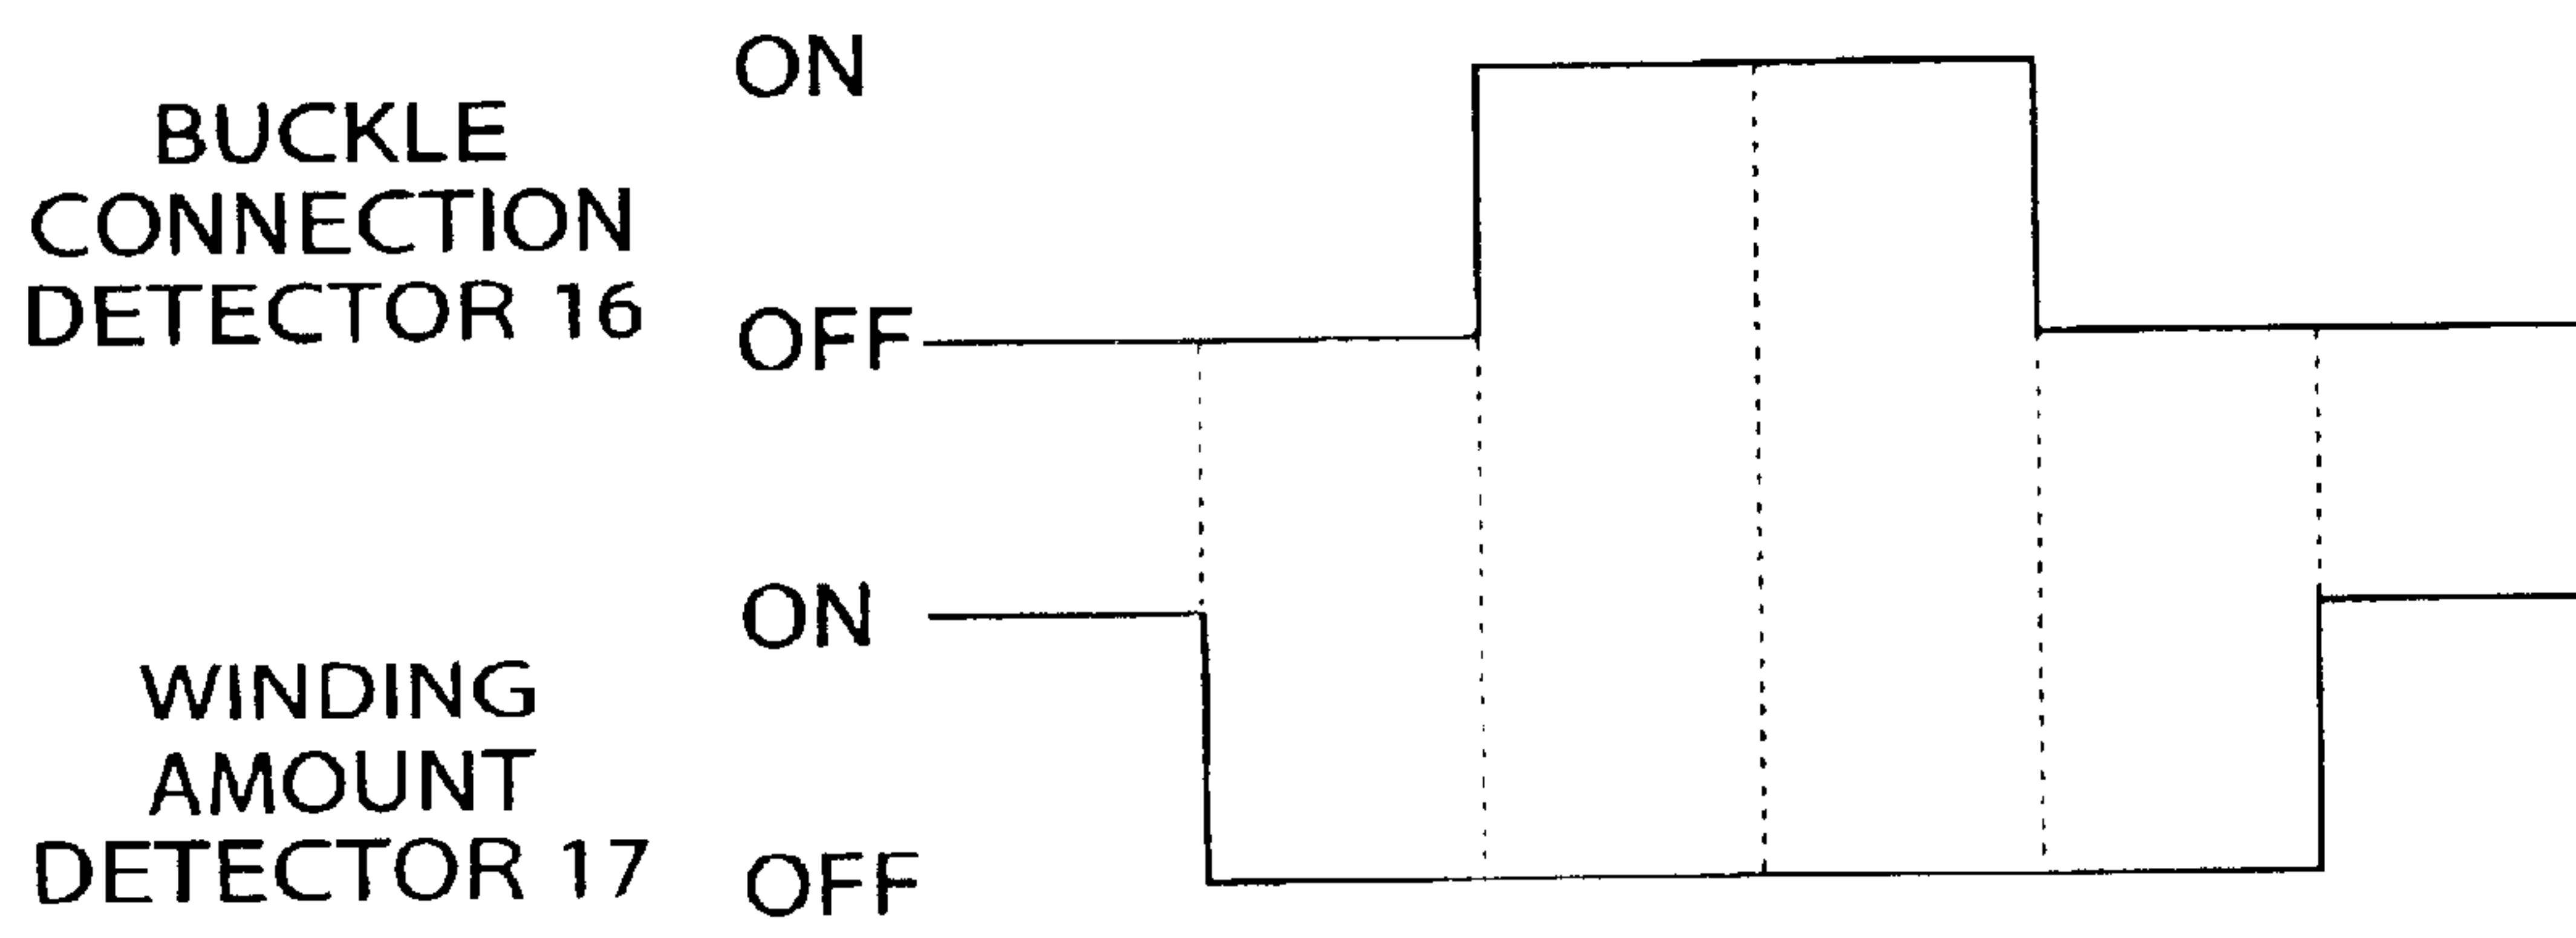 ON
BUCKLE
CONNECTION
DETECTOR 16
OFF
ON
WINDING
AMOUNT
DETECTOR 17
OFF